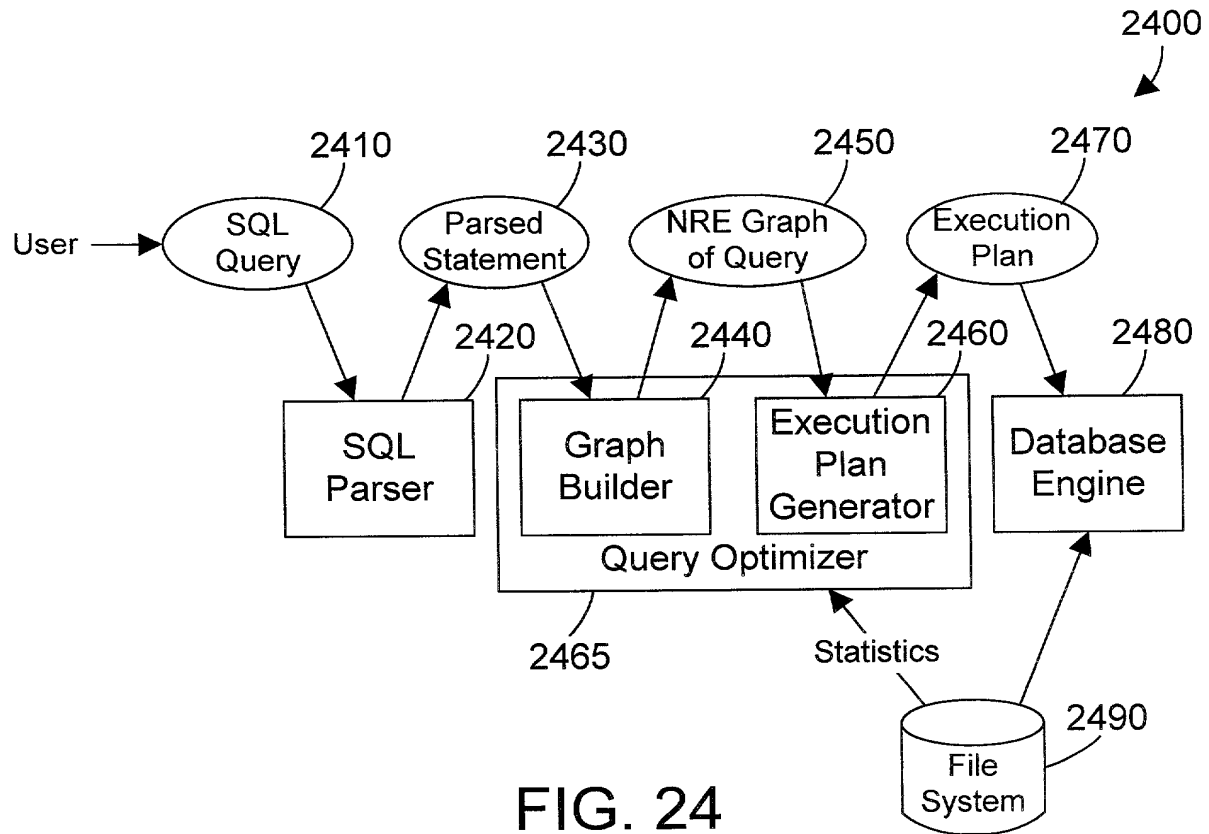 2400
2410
2430
2450
2470
User
SQL
Query
Parsed
Statement
NRE Graph
of Query
Execution
Plan
2420
2440
2460
2480
SQL
Parser
Graph
Builder
Execution
Plan
Generator
Database
Engine
Query Optimizer
2465
Statistics
2490
File
System
FIG. 24